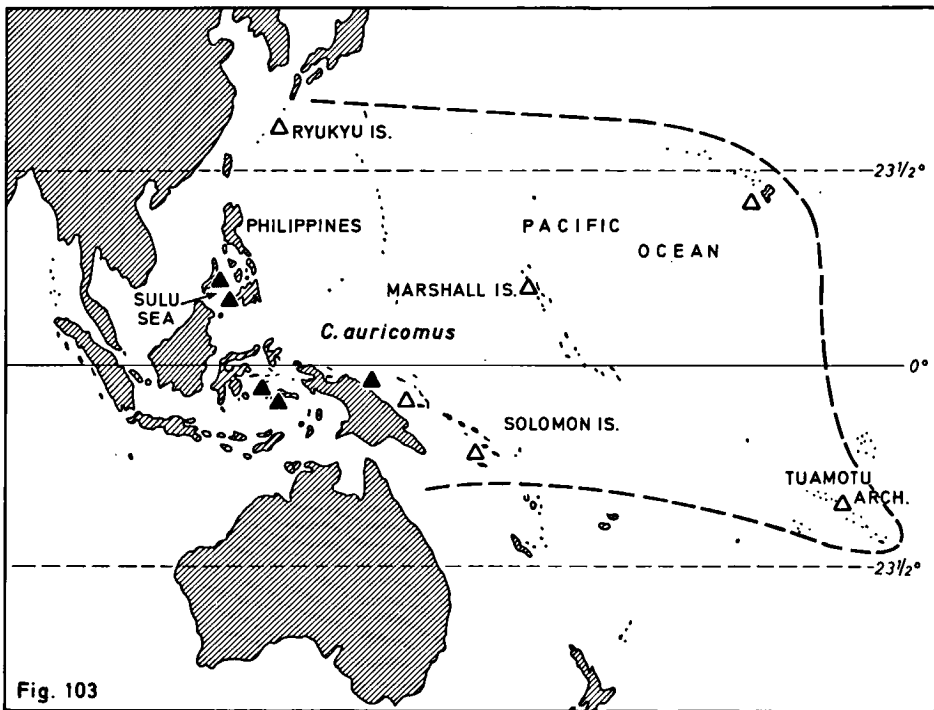 RYUKYU IS.
23½°
PHILIPPINES
PACIFIC
OCEAN
SULU
SEA
MARSHALL IS.
C. auricomus
0°
SOLOMON IS.
TUAMOTU
ARCH.
23½°
Fig. 103